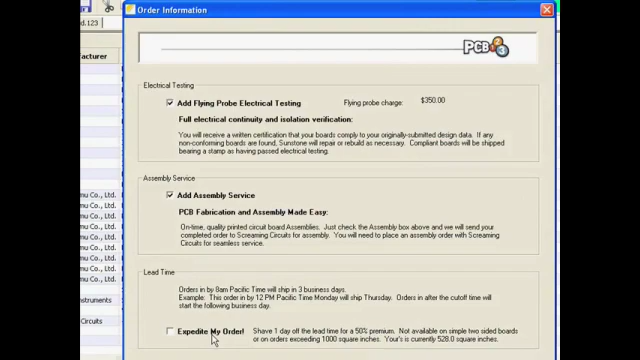 Order Information
d.123
facturer
PCB123
Electrical Testing
Add Flying Probe Electrical Testing
Flying probe charge: $350.00
Full electrical continuity and isolation verification:
You will receive a written certification that your boards comply to your originally-submitted design data. If any
non-conforming boards are found, Sunstone will repair or rebuild as necessary. Compliant boards will be shipped
bearing a stamp as having passed electrical testing.
Assembly Service
Add Assembly Service
mu Co., Ltd.
mu Co., Ltd.
mu Co., Ltd.
mu Co., Ltd.
mu Co., Ltd.
mu Co., Ltd.
mu Co., Ltd.
mu Co., Ltd.
mu Co., Ltd.
nstruments
Circuits
PCB Fabrication and Assembly Made Easy:
On-time, quality printed circuit board Assemblies. Just check the Assembly box above and we will send your
completed order to Screaming Circuits for assembly. You will need to place an assembly order with Screaming
Circuits for seamless service.
Lead Time
Orders in by 8am Pacific Time will ship in 3 business days.
Example: This order in by 12 PM Pacific Time Monday will ship Thursday. Orders in after the cutoff time will
start the following business day.
Expedite My Order!
Shave 1 day off the lead time for a 50% premium. Not available on simple two sided boards
or on orders exceeding 1000 square inches. Your's is currently 528.0 square inches.